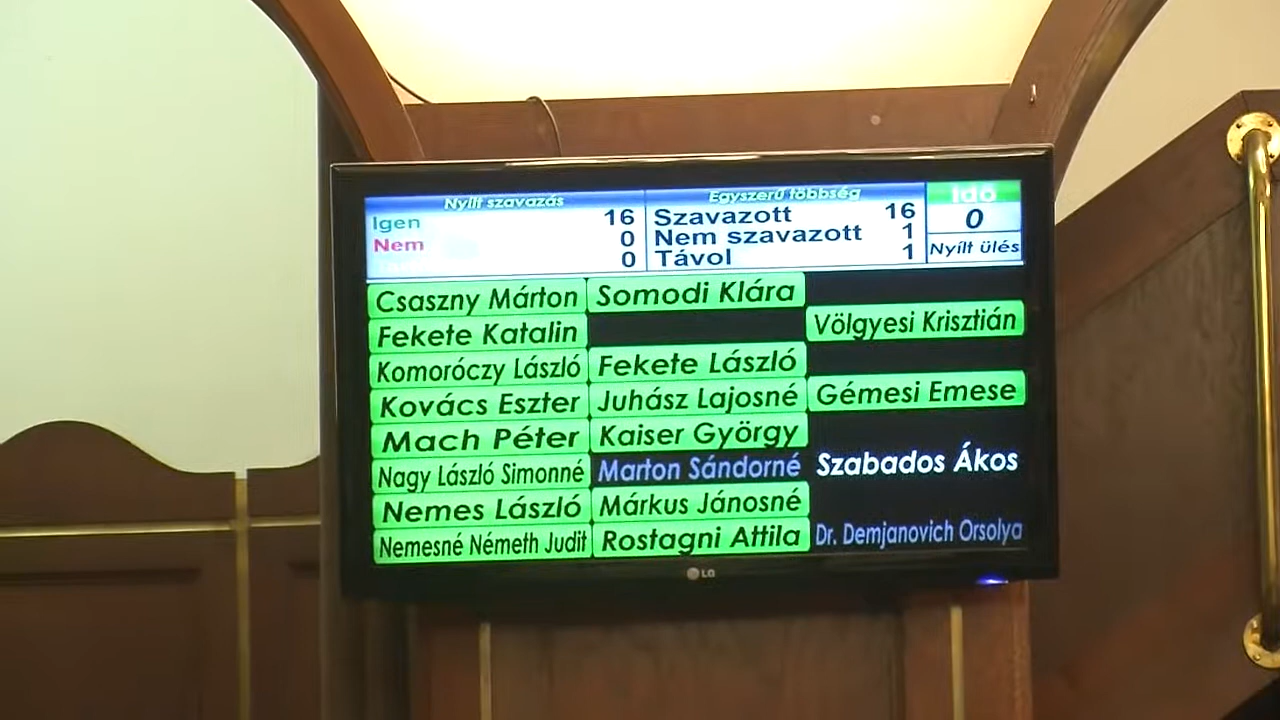 Nyílt szavazás
Egyszerű többség
Idő
Igen 16
Szavazott 16
0
Nem 0
Nem szavazott 1
0
Távol 1
Nyílt ülés
Csaszny Márton
Somodi Klára
Fekete Katalin
Völgyesi Krisztián
Komoróczy László
Fekete László
Kovács Eszter
Juhász Lajosné
Gémesi Emese
Mach Péter
Kaiser György
Nagy László Simonné
Marton Sándorné
Szabados Ákos
Nemes László
Márkus Jánosné
Nemesné Németh Judit
Rostagni Attila
Dr. Demjanovich Orsolya
LG